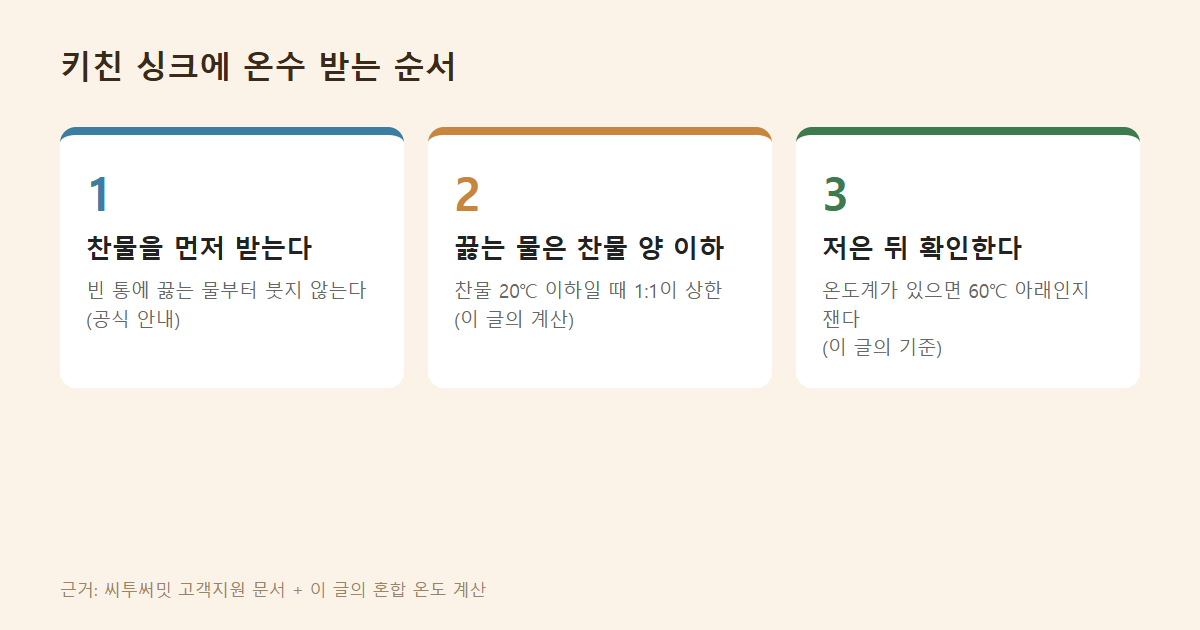 키친 싱크에 온수 받는 순서
1
찬물을 먼저 받는다
빈 통에 끓는 물부터 붓지 않는다
(공식 안내)
2
끓는 물은 찬물 양 이하
찬물 20℃ 이하일 때 1:1이 상한
(이 글의 계산)
3
저은 뒤 확인한다
온도계가 있으면 60℃ 아래인지
잰다
(이 글의 기준)
근거: 씨투써밋 고객지원 문서 + 이 글의 혼합 온도 계산